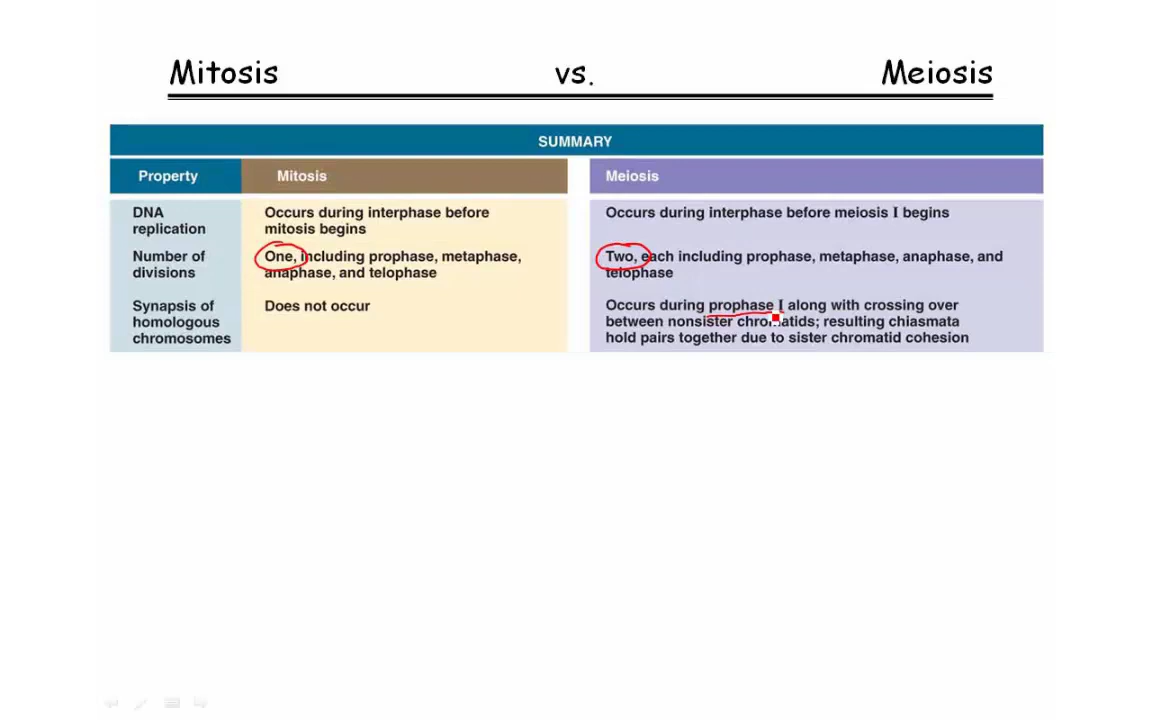 Mitosis vs. Meiosis
SUMMARY
Property Mitosis Meiosis
DNA
replication
Occurs during interphase before
mitosis begins
Occurs during interphase before meiosis I begins
Number of
divisions
One, including prophase, metaphase,
anaphase, and telophase
Two, each including prophase, metaphase, anaphase, and
telophase
Synapsis of
homologous
chromosomes
Does not occur
Occurs during prophase I along with crossing over
between nonsister chromatids; resulting chiasmata
hold pairs together due to sister chromatid cohesion